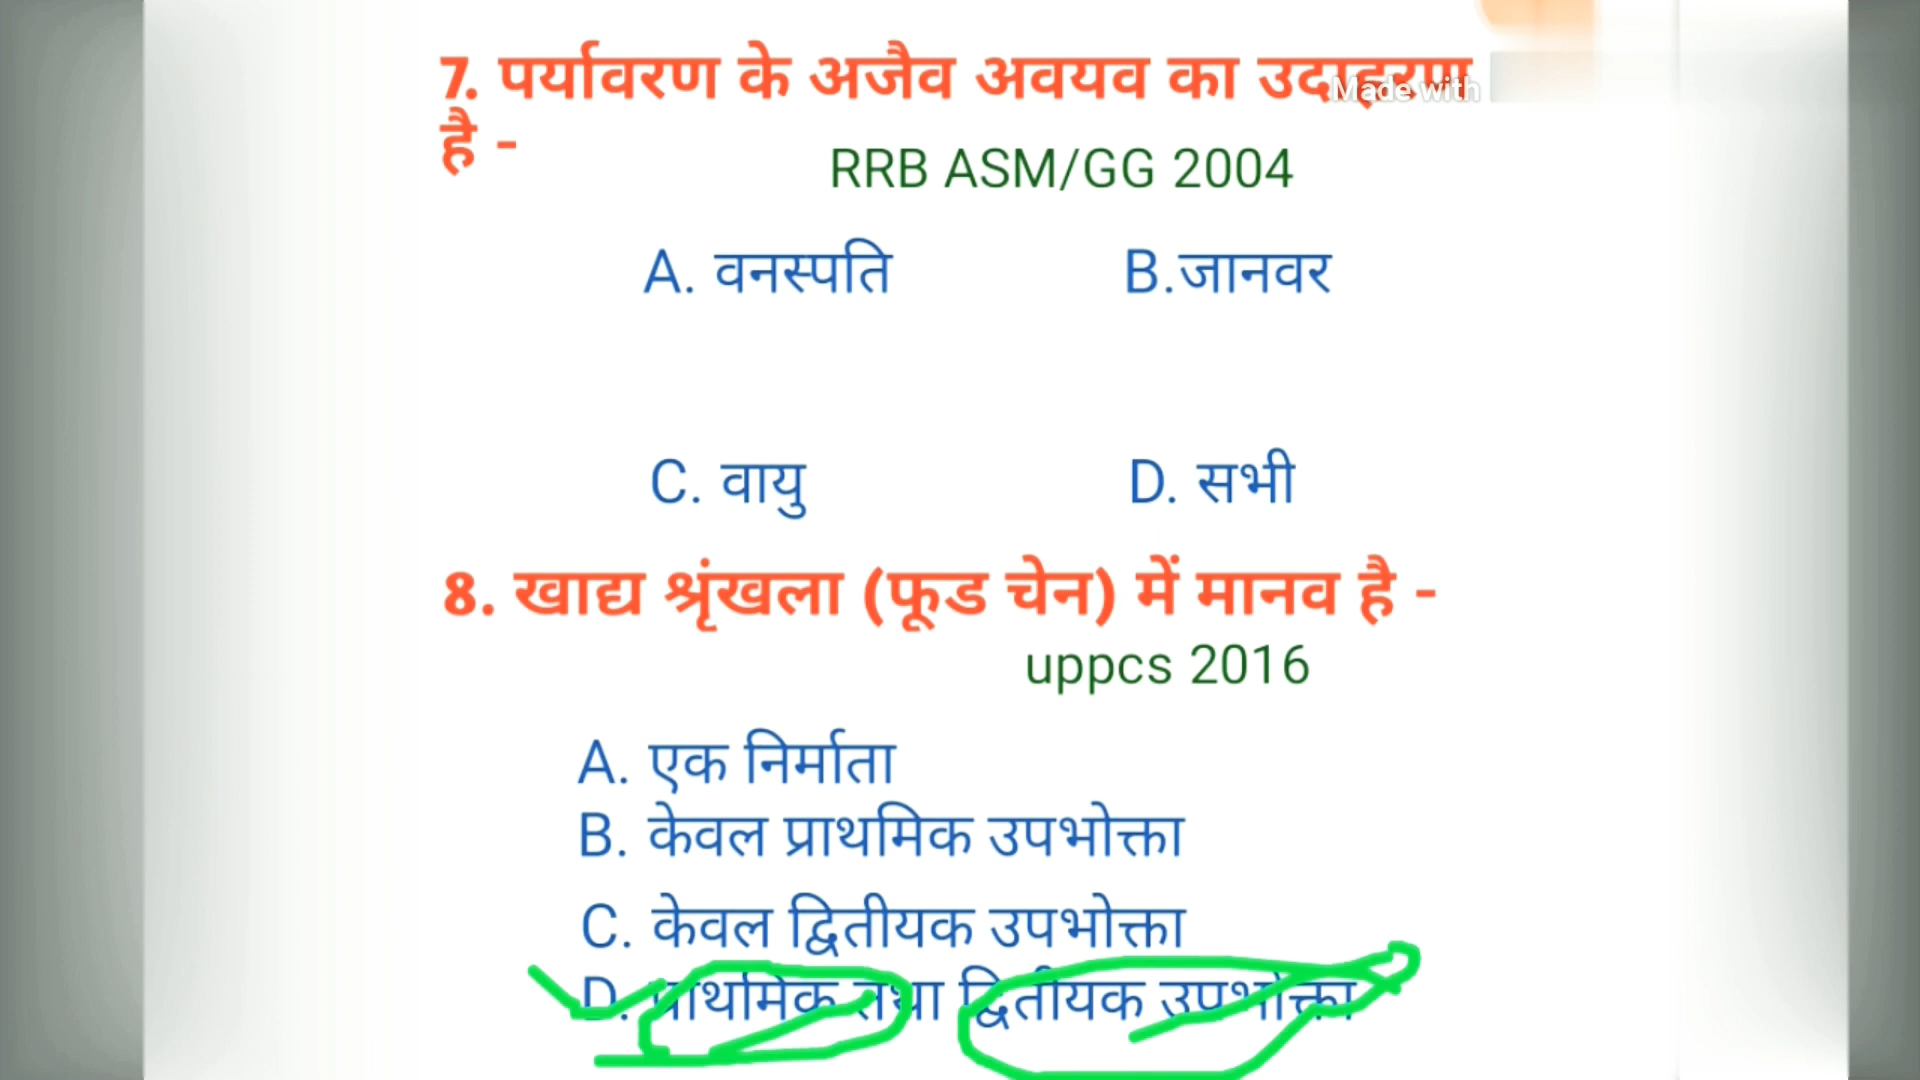 7. पर्यावरण के अजैव अवयव का उदाहरण
Made with
है -
RRB ASM/GG 2004
A. वनस्पति B.जानवर
C. वायु D. सभी
8. खाद्य श्रृंखला (फूड चेन) में मानव है -
uppcs 2016
A. एक निर्माता
B. केवल प्राथमिक उपभोक्ता
C. केवल द्वितीयक उपभोक्ता
D. प्राथमिक तथा द्वितीयक उपभोक्ता